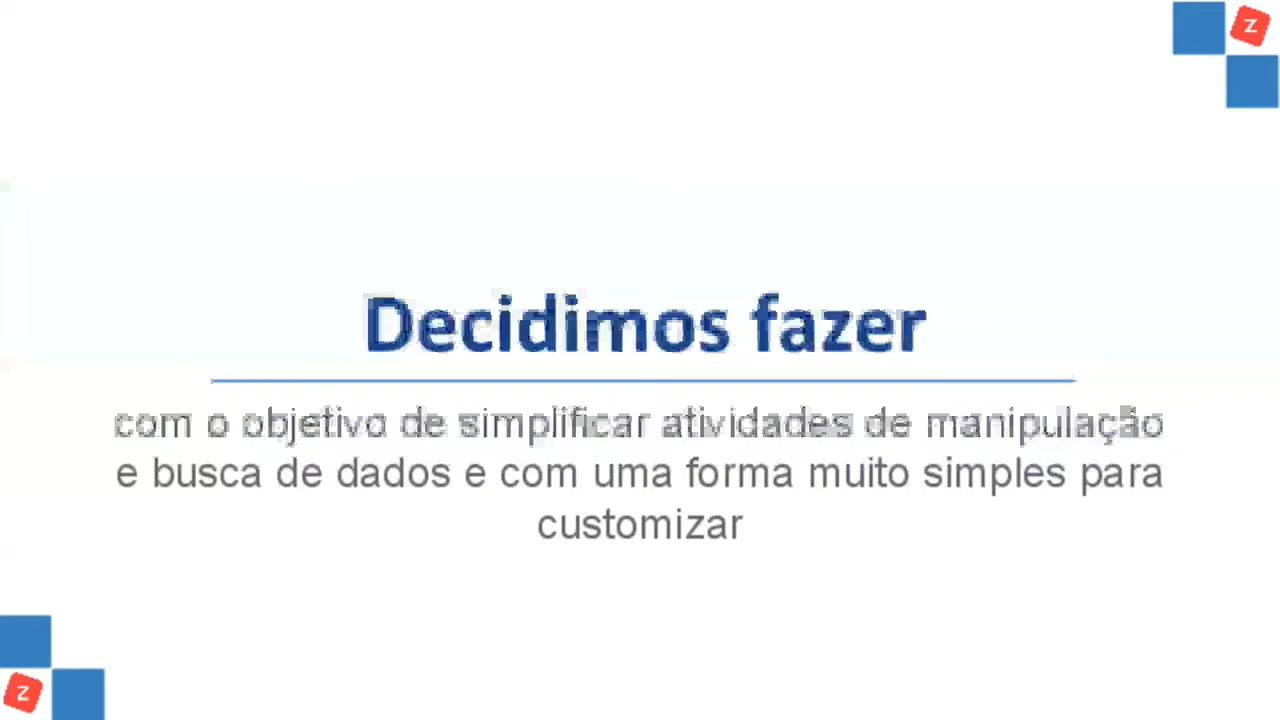 Z
Decidimos fazer
com o objetivo de simplificar atividades de manipulação
e busca de dados e com uma forma muito simples para
customizar
Z